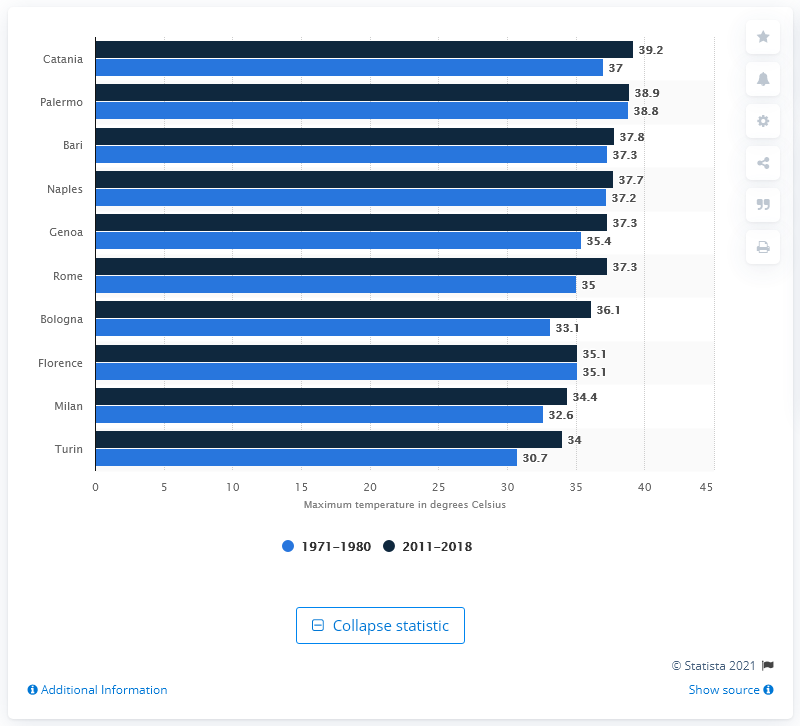 Catania
39.2
37
Palermo
38.9
38.8
Bari
37.8
37.3
Naples
37.7
37.2
Genoa
37.3
35.4
Rome
37.3
35
Bologna
36.1
33.1
Florence
35.1
35.1
Milan
34.4
32.6
Turin
34
30.7
0 5 10 15 20 25 30 35 40 45
Maximum temperature in degrees Celsius
1971–1980 2011–2018
Collapse statistic
© Statista 2021
Additional Information
Show source